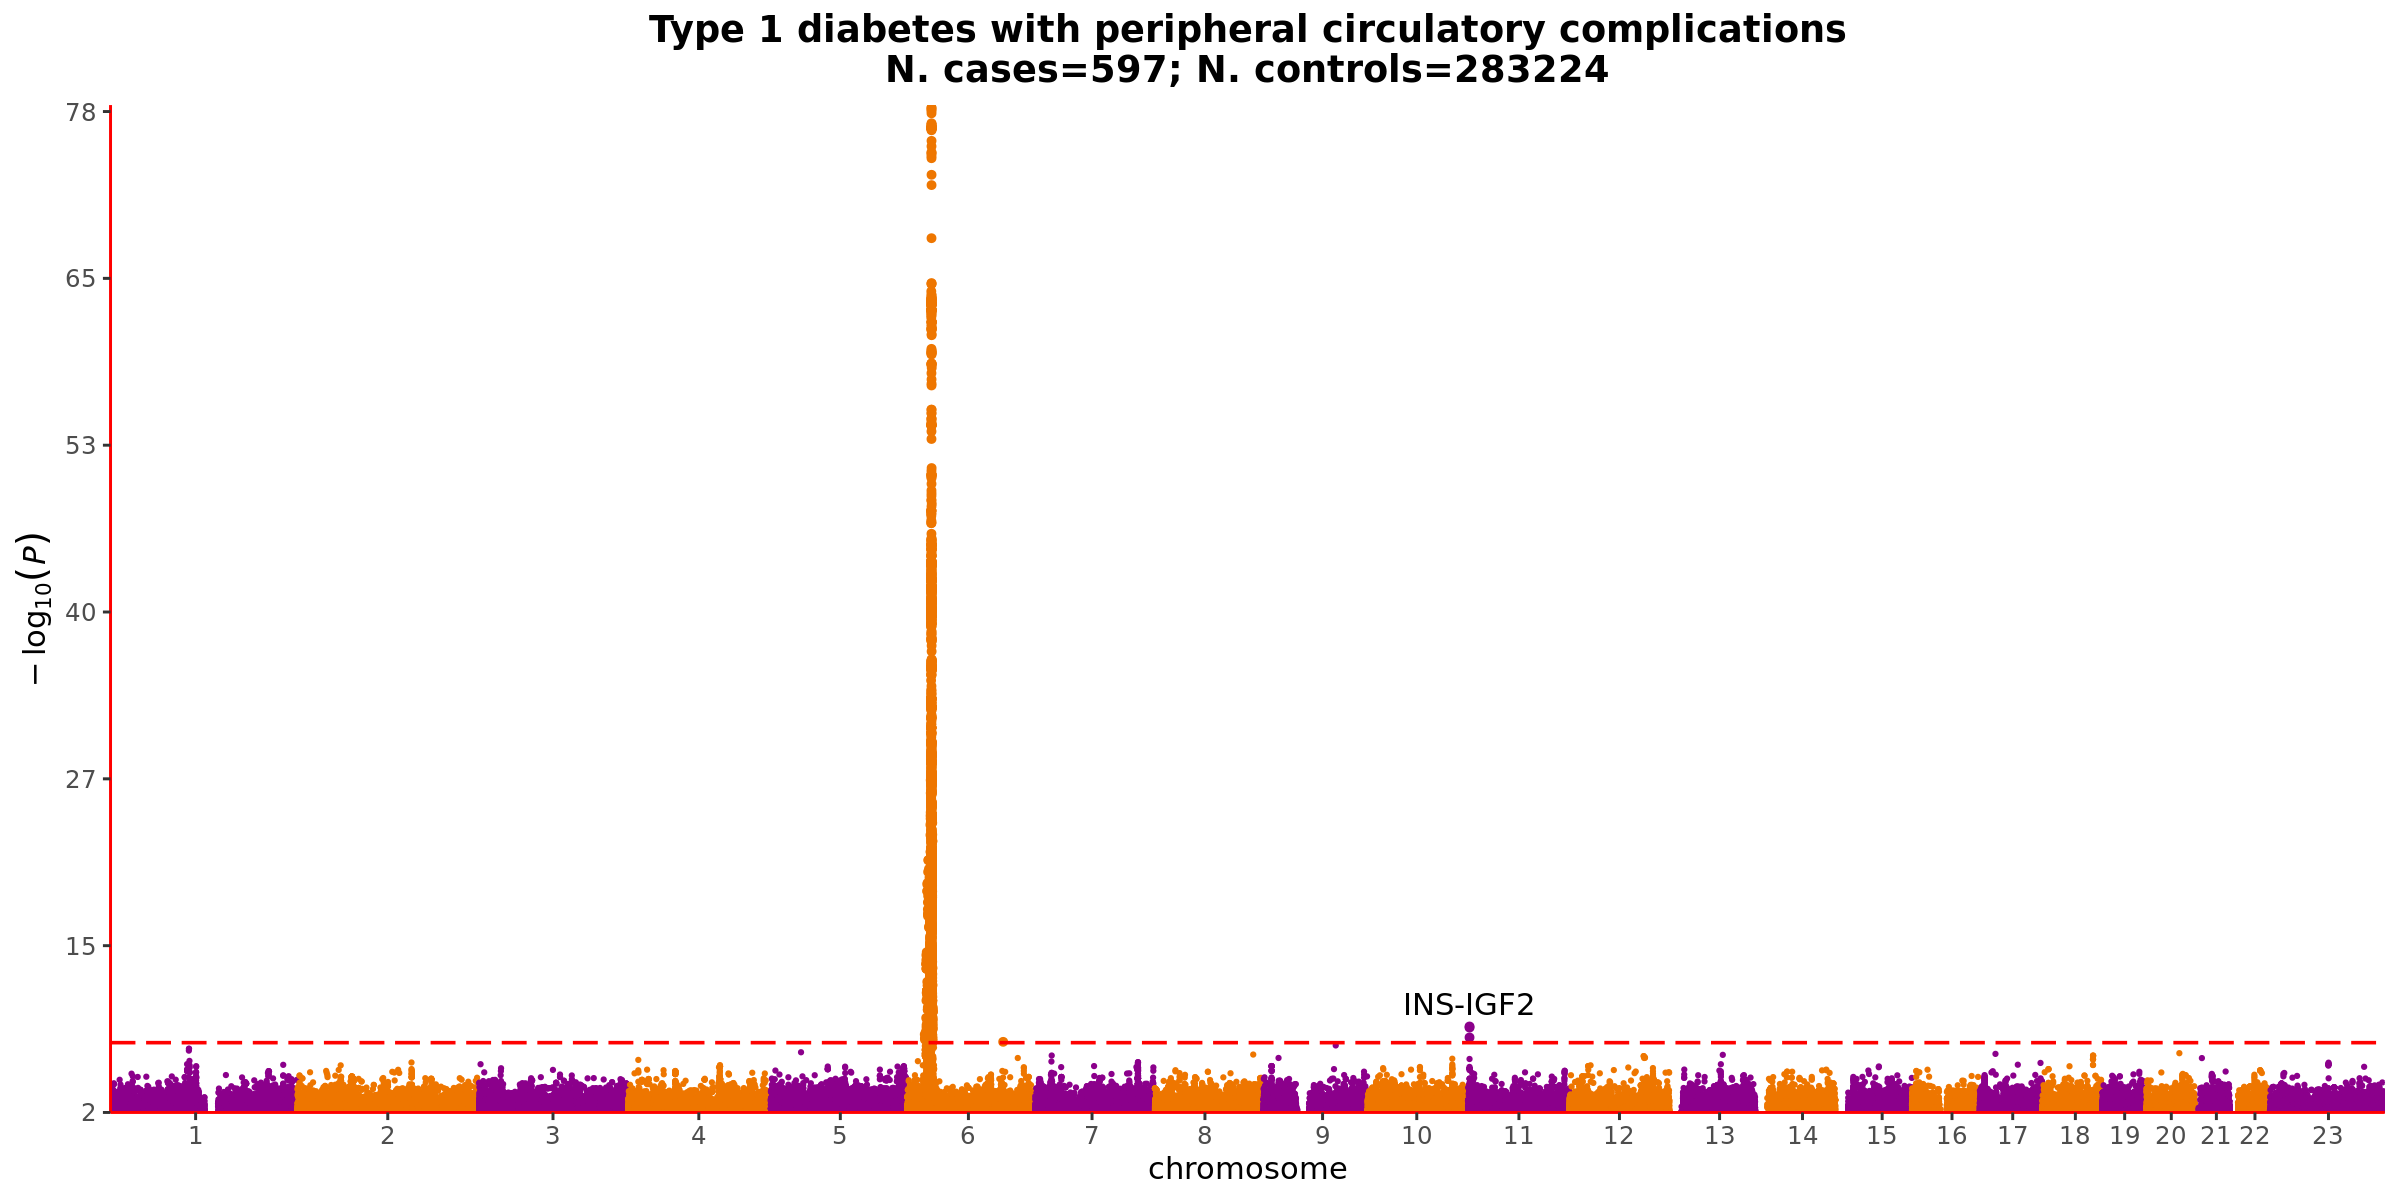 Type 1 diabetes with peripheral circulatory complications
N. cases=597; N. controls=283224
78
65
53
40
27
15
2
−log10(P)
INS-IGF2
1 2 3 4 5 6 7 8 9 10 11 12 13 14 15 16 17 18 19 20 21 22 23
chromosome